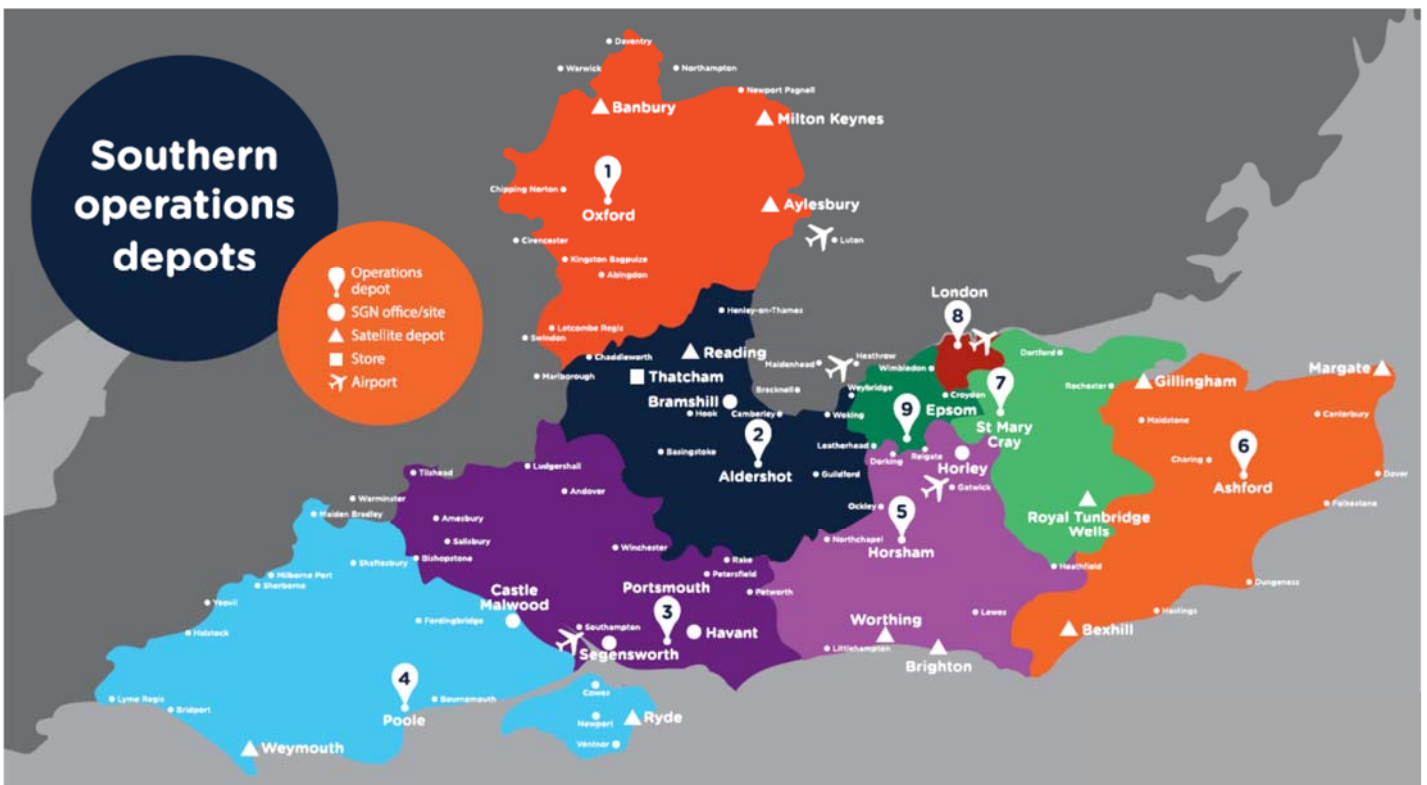 Southern
operations
depots
Operations
depot
SGN office/site
Satellite depot
Store
Airport
Daventry
Warwick
Northampton
Newport Pagnell
Banbury
Milton Keynes
1
Chipping Norton
Oxford
Aylesbury
Cirencester
Luton
Kingston Bagpuize
Abingdon
Letcombe Regis
Swindon
Henley-on-Thames
London
8
Chaddleworth
Reading
Maidenhead
Heathrow
Wimbledon
Dartford
Marlborough
Thatcham
Bracknell
Weybridge
Croydon
7
Rochester
Gillingham
Margate
Bramshill
Hook
Camberley
Woking
9
Epsom
St Mary
Cray
Maidstone
Canterbury
2
Basingstoke
Leatherhead
Dorking
Reigate
Horley
6
Charing
Ashford
Dover
Aldershot
Guildford
Gatwick
Tilshead
Ludgershall
Andover
Warminster
Maiden Bradley
Ockley
5
Horsham
Royal Tunbridge
Wells
Folkestone
Amesbury
Salisbury
Winchester
Northchapel
Bishopstone
Shaftesbury
Rake
Petersfield
Heathfield
Milborne Port
Sherborne
Castle
Malwood
Portsmouth
Petworth
Dungeness
Yeovil
Halstock
Fordingbridge
Southampton
3
Havant
Segensworth
Worthing
Littlehampton
Lewes
Brighton
Hastings
Bexhill
4
Poole
Lyme Regis
Bridport
Bournemouth
Cowes
Newport
Ryde
Ventnor
Weymouth